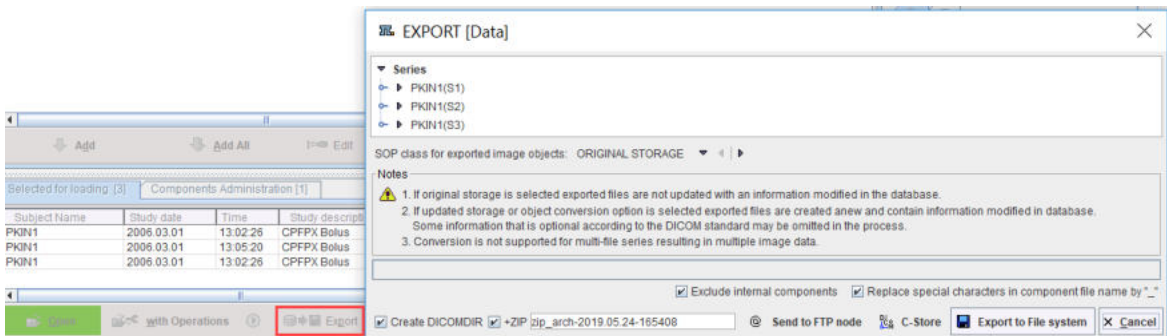 EXPORT [Data]
Series
PKIN1(S1)
PKIN1(S2)
PKIN1(S3)
SOP class for exported image objects: ORIGINAL STORAGE
Notes
1. If original storage is selected exported files are not updated with an information modified in the database.
2. If updated storage or object conversion option is selected exported files are created anew and contain information modified in database.
Some information that is optional according to the DICOM standard may be omitted in the process.
3. Conversion is not supported for multi-file series resulting in multiple image data.
Exclude internal components Replace special characters in component file name by "_"
Create DICOMDIR +ZIP zip_arch-2019.05.24-165408 @ Send to FTP node C-Store Export to File system X Cancel
Add Add All Edit
Selected for loading [3] Components Administration [1]
Subject Name Study date Time Study descripti
PKIN1 2006.03.01 13:02:26 CPFPX Bolus
PKIN1 2006.03.01 13:05:20 CPFPX Bolus
PKIN1 2006.03.01 13:02:26 CPFPX Bolus
Open with Operations Export